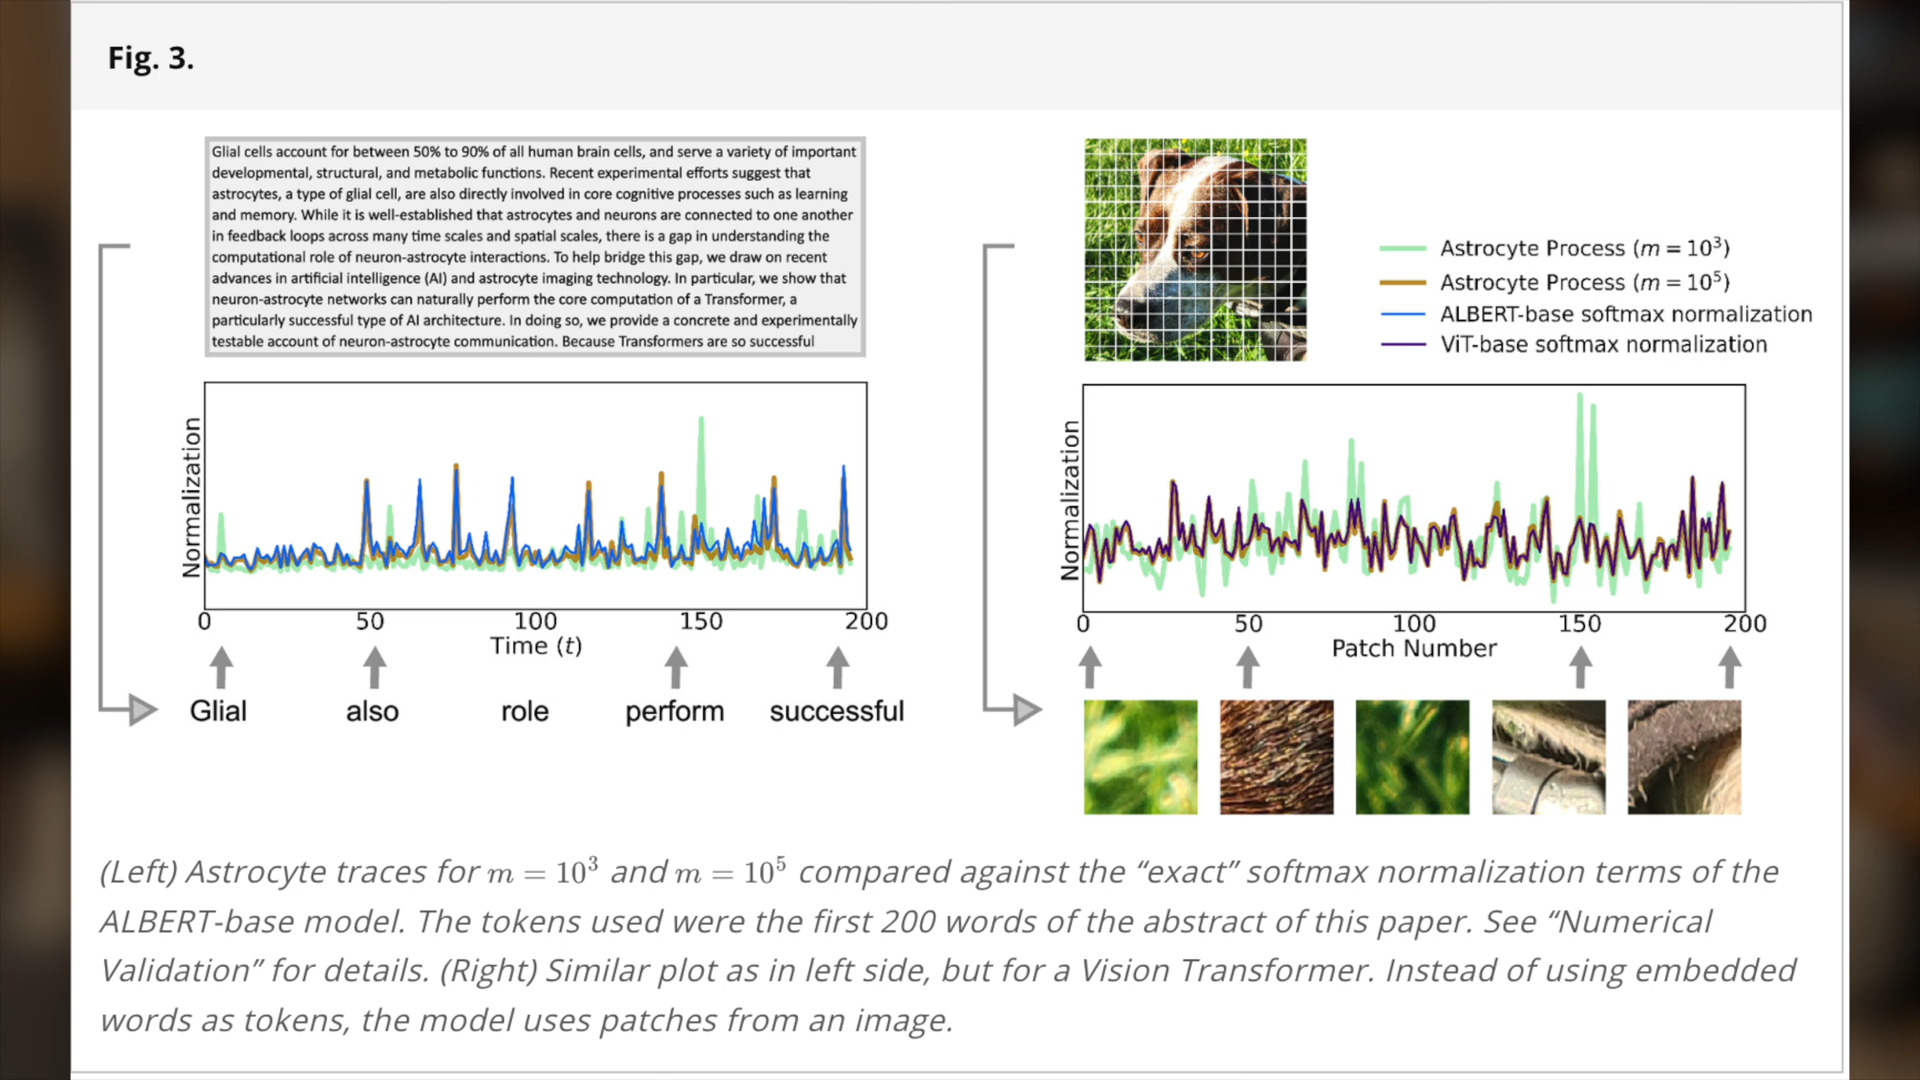 Fig. 3.
Glial cells account for between 50% to 90% of all human brain cells, and serve a variety of important
developmental, structural, and metabolic functions. Recent experimental efforts suggest that
astrocytes, a type of glial cell, are also directly involved in core cognitive processes such as learning
and memory. While it is well-established that astrocytes and neurons are connected to one another
in feedback loops across many time scales and spatial scales, there is a gap in understanding the
computational role of neuron-astrocyte interactions. To help bridge this gap, we draw on recent
advances in artificial intelligence (AI) and astrocyte imaging technology. In particular, we show that
neuron-astrocyte networks can naturally perform the core computation of a Transformer, a
particularly successful type of AI architecture. In doing so, we provide a concrete and experimentally
testable account of neuron-astrocyte communication. Because Transformers are so successful
Normalization
0 50 100 150 200
Time (t)
Glial also role perform successful
Astrocyte Process (m = 10³)
Astrocyte Process (m = 10⁵)
ALBERT-base softmax normalization
ViT-base softmax normalization
Normalization
0 50 100 150 200
Patch Number
(Left) Astrocyte traces for m = 10³ and m = 10⁵ compared against the “exact” softmax normalization terms of the
ALBERT-base model. The tokens used were the first 200 words of the abstract of this paper. See “Numerical
Validation” for details. (Right) Similar plot as in left side, but for a Vision Transformer. Instead of using embedded
words as tokens, the model uses patches from an image.